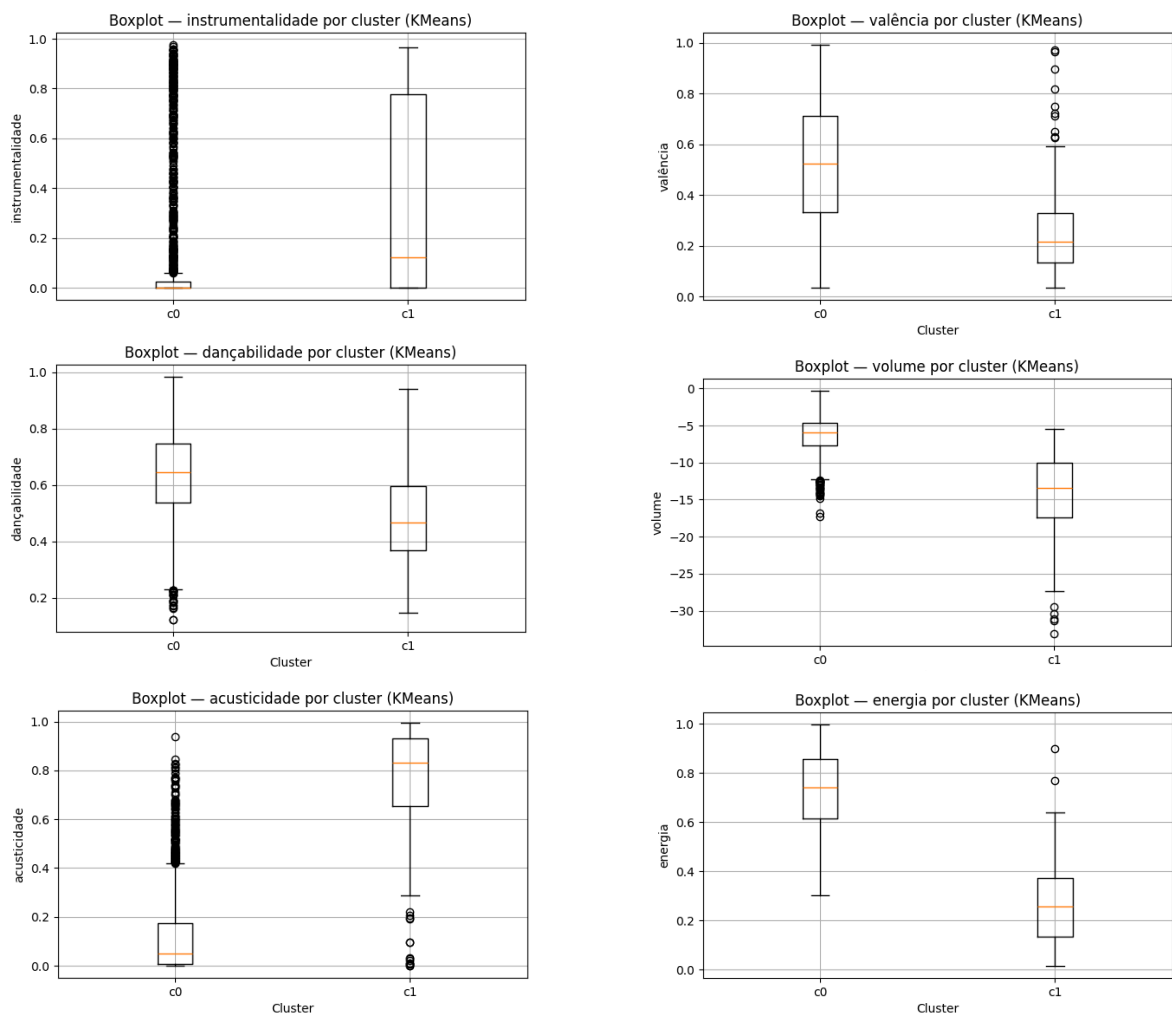 Boxplot — instrumentalidade por cluster (KMeans)
1.0
0.8
0.6
0.4
0.2
0.0
instrumentalidade
c0 c1
Boxplot — valência por cluster (KMeans)
1.0
0.8
0.6
0.4
0.2
0.0
valência
c0 c1
Cluster
Boxplot — dançabilidade por cluster (KMeans)
1.0
0.8
0.6
0.4
0.2
dançabilidade
c0 c1
Cluster
Boxplot — volume por cluster (KMeans)
0
−5
−10
−15
−20
−25
−30
volume
c0 c1
Cluster
Boxplot — acusticidade por cluster (KMeans)
1.0
0.8
0.6
0.4
0.2
0.0
acusticidade
c0 c1
Cluster
Boxplot — energia por cluster (KMeans)
1.0
0.8
0.6
0.4
0.2
0.0
energia
c0 c1
Cluster